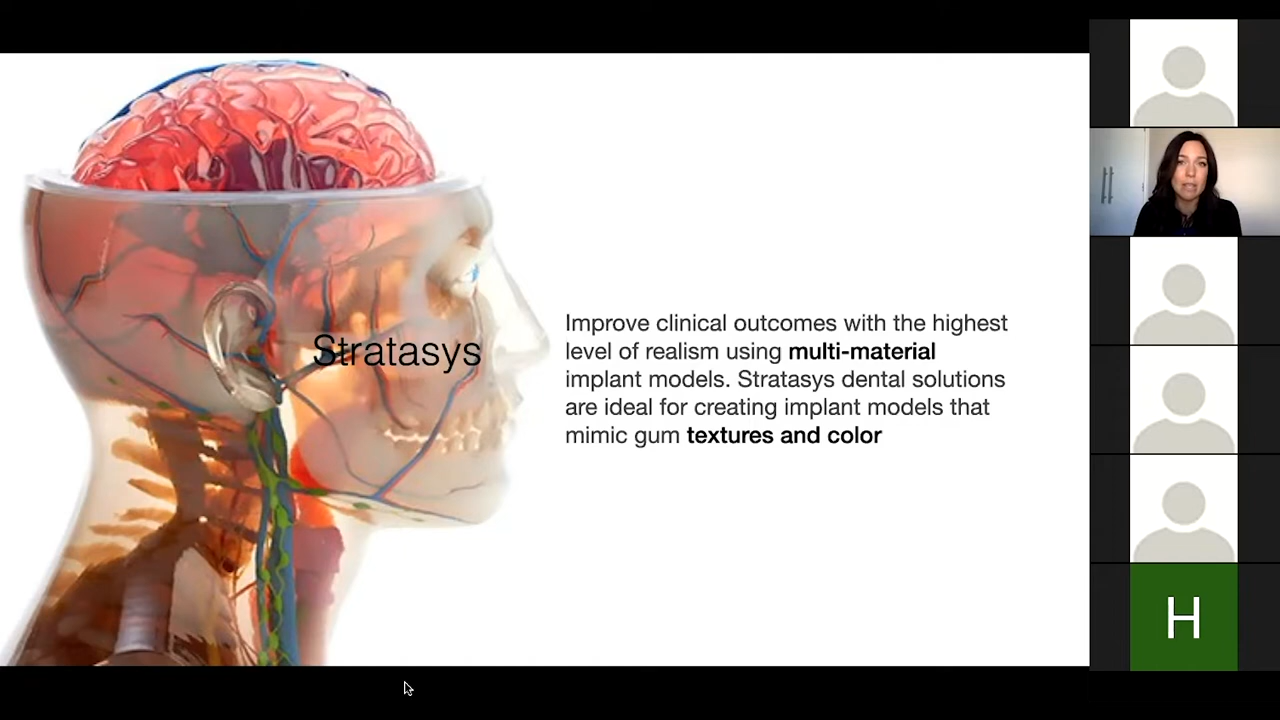 Stratasys
Improve clinical outcomes with the highest
level of realism using multi-material
implant models. Stratasys dental solutions
are ideal for creating implant models that
mimic gum textures and color
H